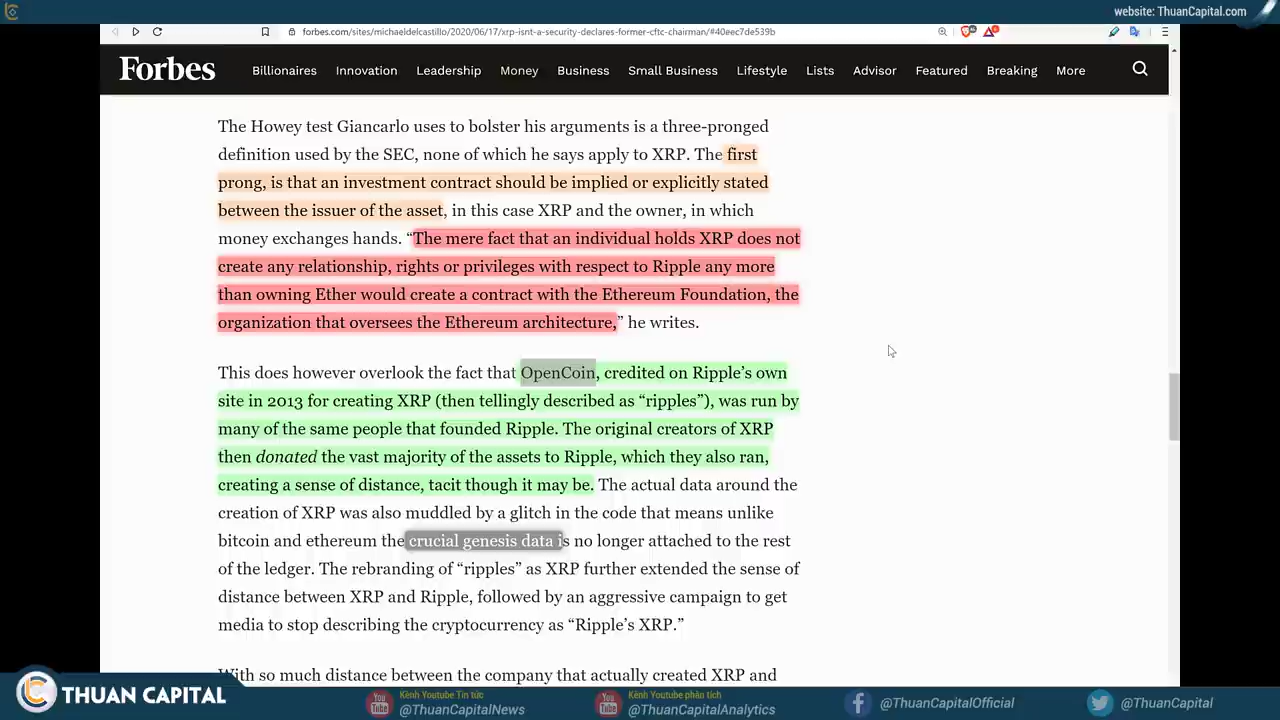 website: ThuanCapital.com
forbes.com/sites/michaeldelcastillo/2020/06/17/xrp-isnt-a-security-declares-former-cftc-chairman/#40eec7de539b
Forbes
Billionaires Innovation Leadership Money Business Small Business Lifestyle Lists Advisor Featured Breaking More
The Howey test Giancarlo uses to bolster his arguments is a three-pronged
definition used by the SEC, none of which he says apply to XRP. The first
prong, is that an investment contract should be implied or explicitly stated
between the issuer of the asset, in this case XRP and the owner, in which
money exchanges hands. “The mere fact that an individual holds XRP does not
create any relationship, rights or privileges with respect to Ripple any more
than owning Ether would create a contract with the Ethereum Foundation, the
organization that oversees the Ethereum architecture,” he writes.
This does however overlook the fact that OpenCoin, credited on Ripple’s own
site in 2013 for creating XRP (then tellingly described as “ripples”), was run by
many of the same people that founded Ripple. The original creators of XRP
then donated the vast majority of the assets to Ripple, which they also ran,
creating a sense of distance, tacit though it may be. The actual data around the
creation of XRP was also muddled by a glitch in the code that means unlike
bitcoin and ethereum the crucial genesis data is no longer attached to the rest
of the ledger. The rebranding of “ripples” as XRP further extended the sense of
distance between XRP and Ripple, followed by an aggressive campaign to get
media to stop describing the cryptocurrency as “Ripple’s XRP.”
With so much distance between the company that actually created XRP and
THUAN CAPITAL
You Tube
Kênh Youtube Tin tức
@ThuanCapitalNews
You Tube
Kênh Youtube phân tích
@ThuanCapitalAnalytics
@ThuanCapitalOfficial
@ThuanCapital